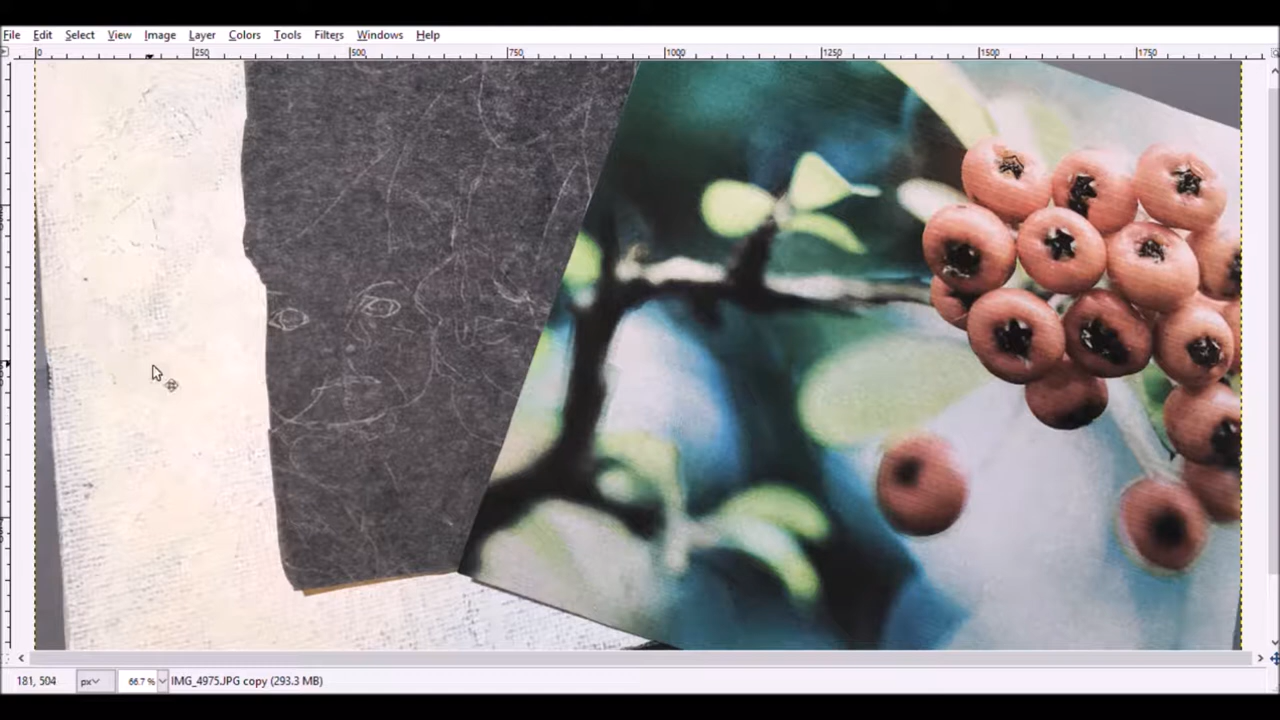 File Edit Select View Image Layer Colors Tools Filters Windows Help
0 250 500 750 1000 1250 1500 1750
181, 504 px 66.7 % IMG_4975.JPG copy (293.3 MB)